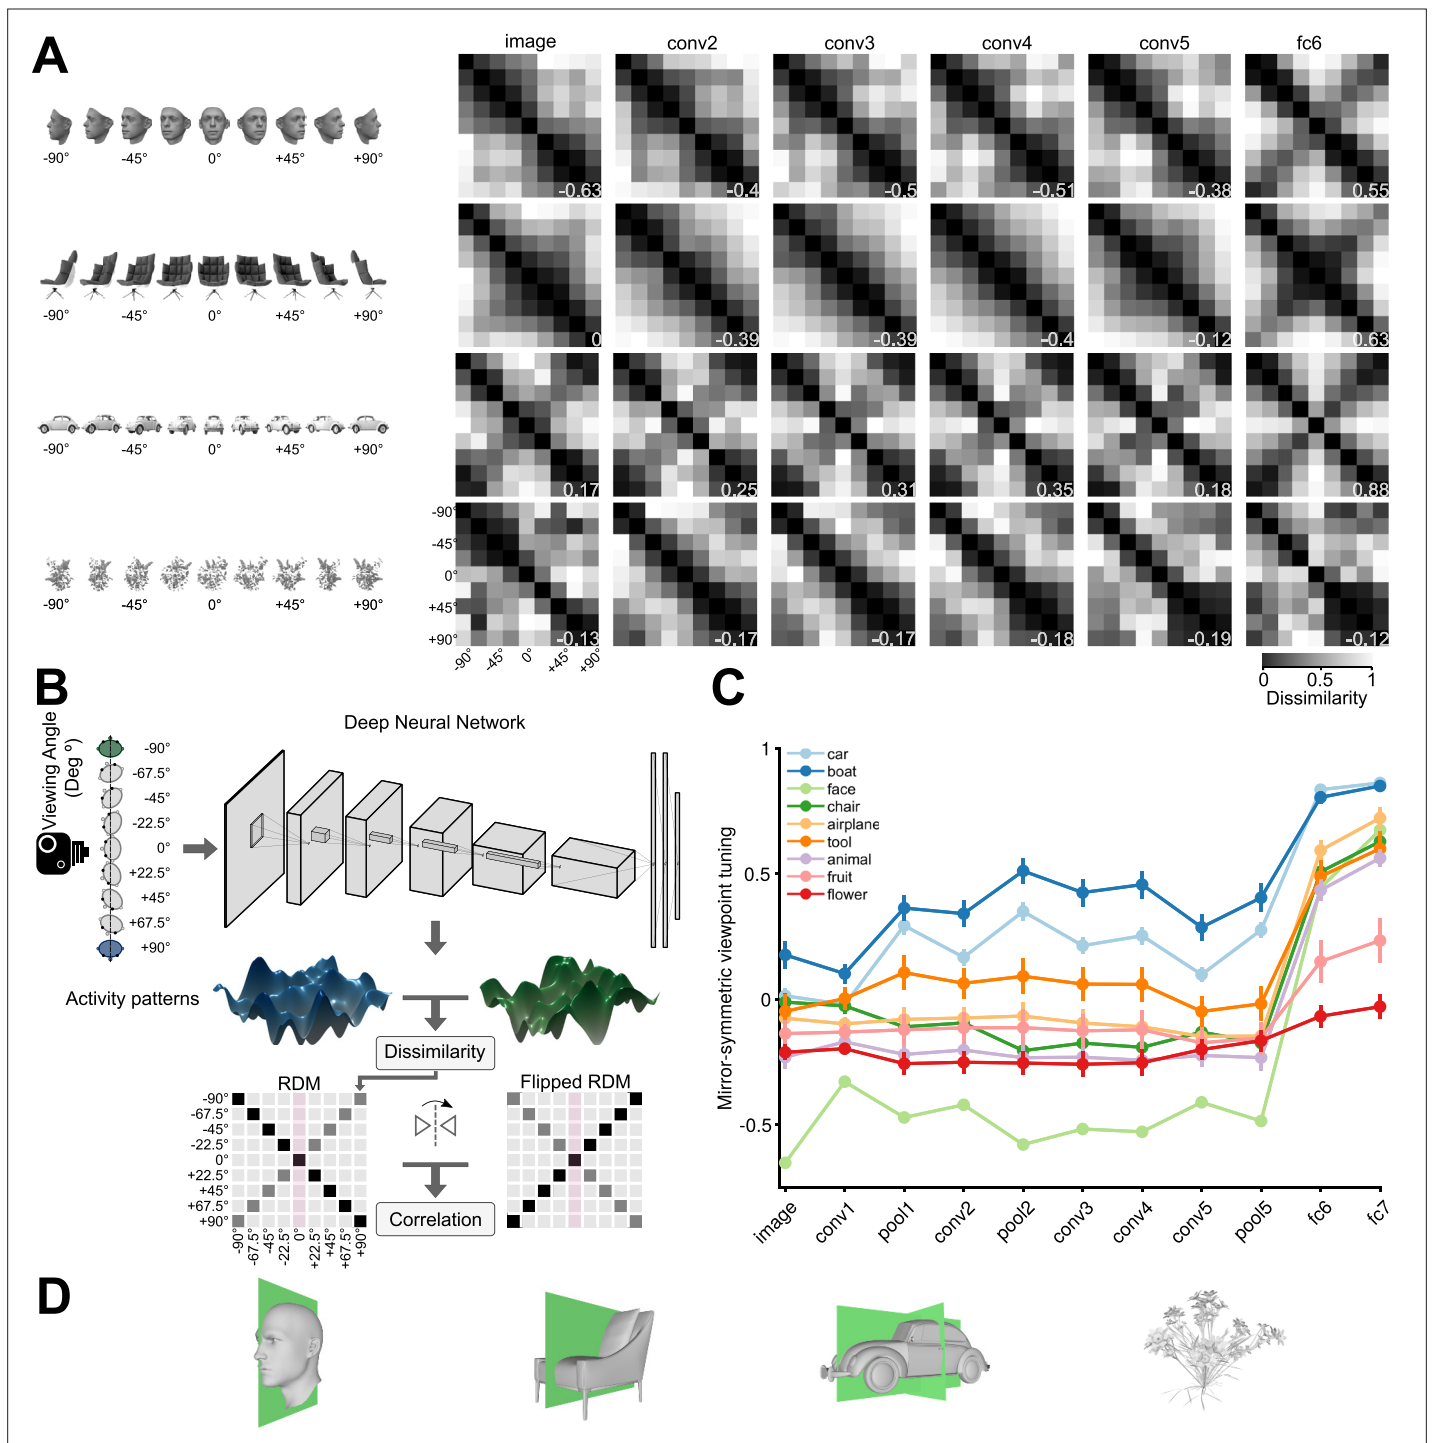 A
image conv2 conv3 conv4 conv5 fc6
-90° -45° 0° +45° +90°
-0.63 -0.4 -0.5 -0.51 -0.38 0.55
-90° -45° 0° +45° +90°
0 -0.39 -0.39 -0.4 -0.12 0.63
-90° -45° 0° +45° +90°
0.17 0.25 0.31 0.35 0.18 0.88
-90° -45° 0° +45° +90°
-90°
-45°
0°
+45°
+90°
-0.13 -0.17 -0.17 -0.18 -0.19 -0.12
-90° -45° 0° +45° +90°
0 0.5 1
Dissimilarity
B
Deep Neural Network
Viewing Angle
(Deg °)
-90°
-67.5°
-45°
-22.5°
0°
+22.5°
+45°
+67.5°
+90°
Activity patterns
Dissimilarity
RDM
Flipped RDM
-90°
-67.5°
-45°
-22.5°
0°
+22.5°
+45°
+67.5°
+90°
-90° -67.5° -45° -22.5° 0° +22.5° +45° +67.5° +90°
Correlation
C
Mirror-symmetric viewpoint tuning
1
0.5
0
-0.5
car
boat
face
chair
airplane
tool
animal
fruit
flower
image conv1 pool1 conv2 pool2 conv3 conv4 conv5 pool5 fc6 fc7
D